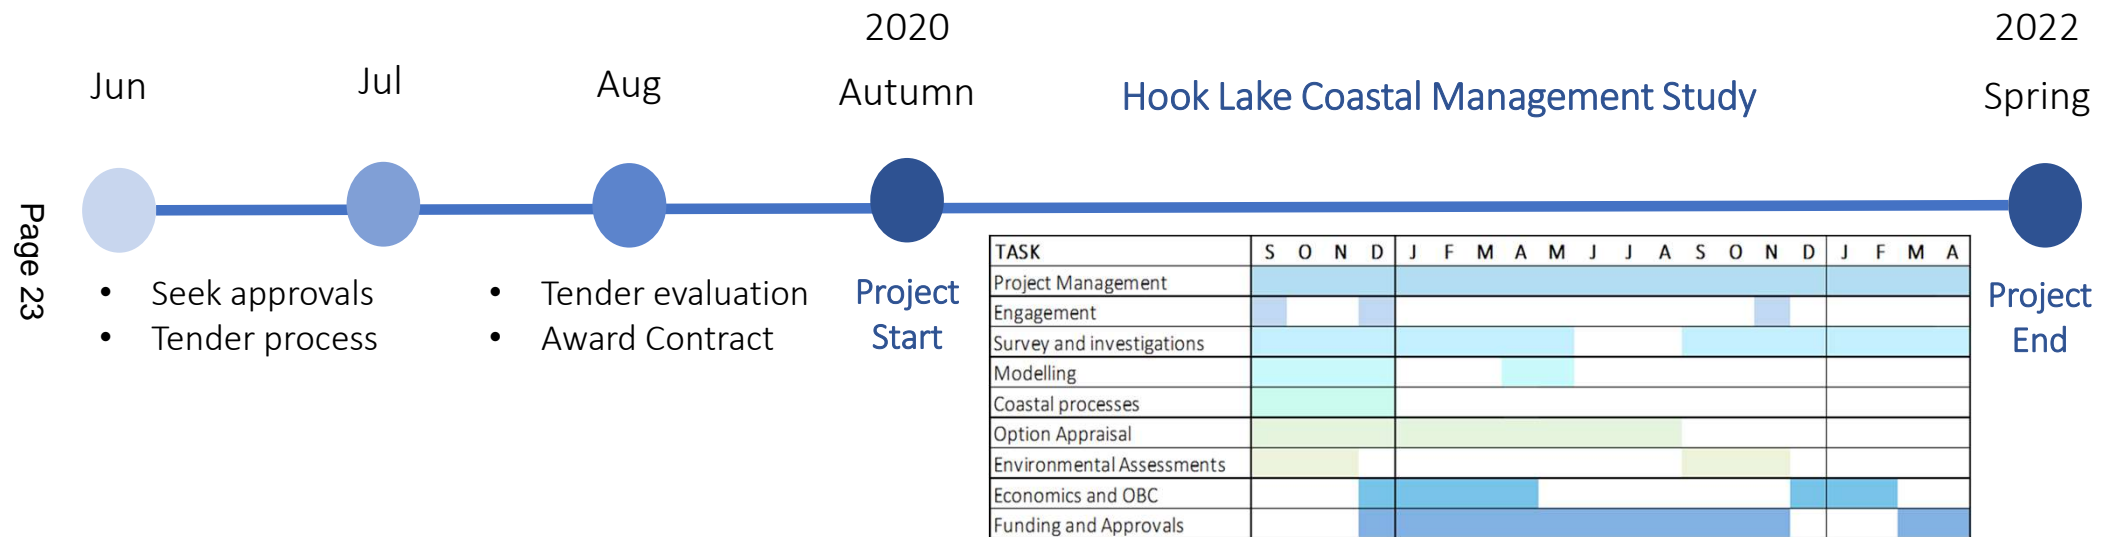 2020
2022
Jun
Jul
Aug
Autumn
Hook Lake Coastal Management Study
Spring
Page 23
• Seek approvals
• Tender process
• Tender evaluation
• Award Contract
Project
Start
TASK S O N D J F M A M J J A S O N D J F M A
Project Management
Engagement
Survey and investigations
Modelling
Coastal processes
Option Appraisal
Environmental Assessments
Economics and OBC
Funding and Approvals
Project
End